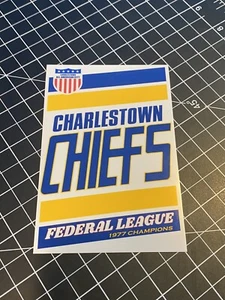 CHARLESTOWN
CHIEFS
FEDERAL LEAGUE
1977 CHAMPIONS